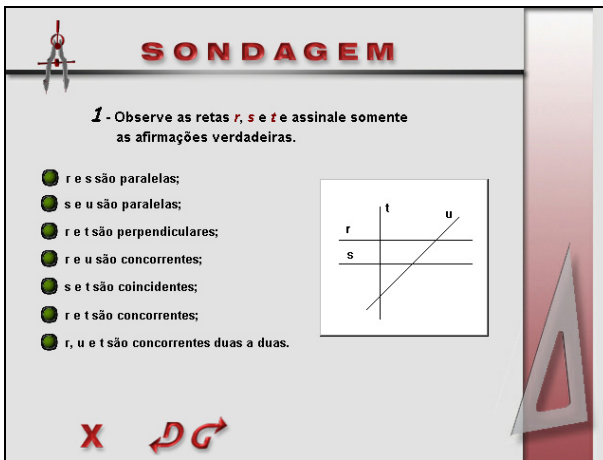 SONDAGEM
1 - Observe as retas r, s e t e assinale somente
as afirmações verdadeiras.
r e s são paralelas;
s e u são paralelas;
r e t são perpendiculares;
r e u são concorrentes;
s e t são coincidentes;
r e t são concorrentes;
r, u e t são concorrentes duas a duas.
t
u
r
s
X